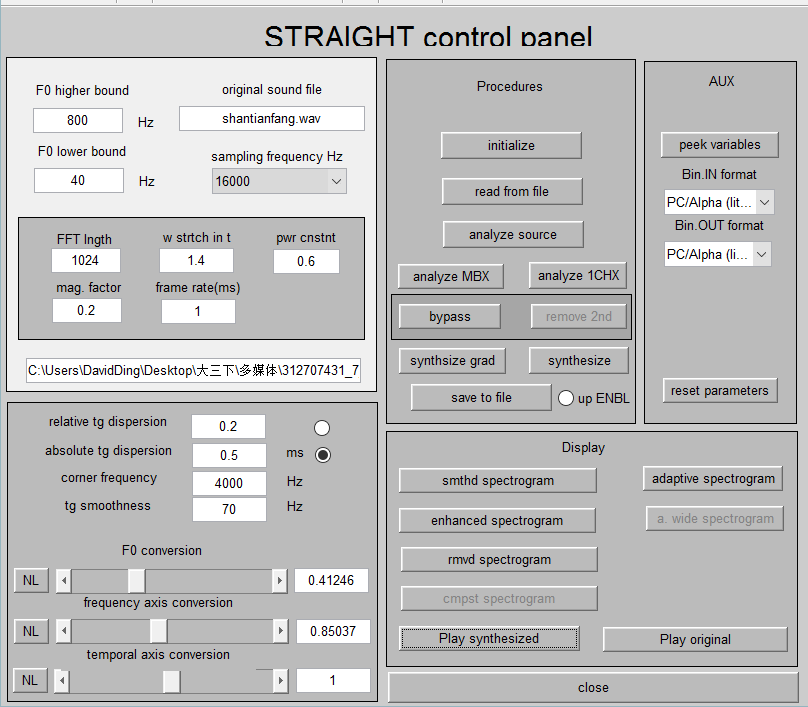 STRAIGHT control panel
F0 higher bound
original sound file
800
Hz
shantianfang.wav
F0 lower bound
sampling frequency Hz
40
Hz
16000
FFT lngth
w strtch in t
pwr cnstnt
1024
1.4
0.6
mag. factor
frame rate(ms)
0.2
1
C:\Users\DavidDing\Desktop\大三下\多媒体\312707431_7
relative tg dispersion
0.2
absolute tg dispersion
0.5
ms
corner frequency
4000
Hz
tg smoothness
70
Hz
F0 conversion
NL
0.41246
frequency axis conversion
NL
0.85037
temporal axis conversion
NL
1
Procedures
initialize
read from file
analyze source
analyze MBX
analyze 1CHX
bypass
remove 2nd
synthsize grad
synthesize
save to file
up ENBL
AUX
peek variables
Bin.IN format
PC/Alpha (lit...
Bin.OUT format
PC/Alpha (li...
reset parameters
Display
smthd spectrogram
adaptive spectrogram
enhanced spectrogram
a. wide spectrogram
rmvd spectrogram
cmpst spectrogram
Play synthesized
Play original
close